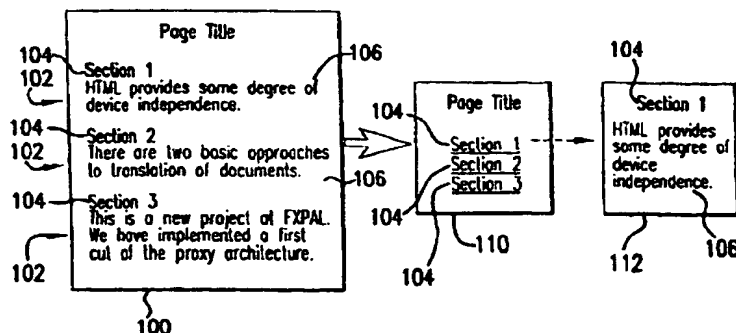 Page Title
104
Section 1
106
102
HTML provides some degree of
device independence.
104
Section 2
102
There are two basic approaches
to translation of documents.
106
104
Section 3
This is a new project at FXPAL.
102
We have implemented a first
cut of the proxy architecture.
100
Page Title
104
Section 1
Section 2
104
Section 3
104
110
104
Section 1
HTML provides
some degree of
device
independence.
112
106